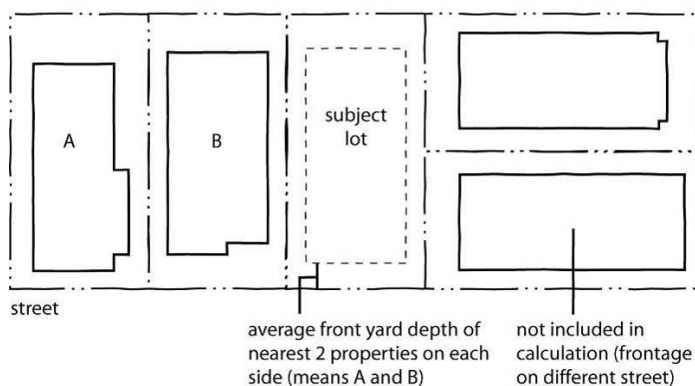 A
B
subject
lot
street
average front yard depth of
nearest 2 properties on each
side (means A and B)
not included in
calculation (frontage
on different street)